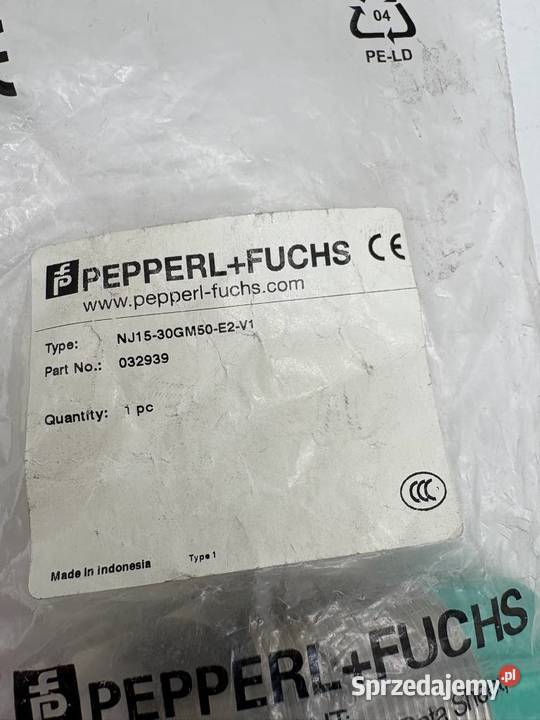 04
PE-LD
CE
PEPPERL+FUCHS CE
www.pepperl-fuchs.com
Type: NJ15-30GM50-E2-V1
Part No.: 032939
Quantity: 1 pc
CCC
Made in Indonesia
Type 1
PEPPERL+FUCHS
Sprzedajemy.pl